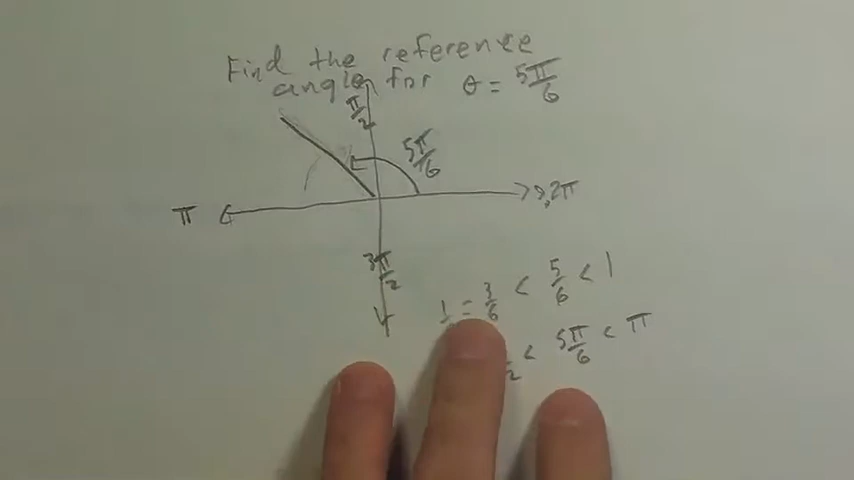 Find the reference
angle for θ = 5π/6
π/2
5π/6
0, 2π
π
3π/2
1 = 3/6 < 5/6 < 1
2 < 5π/6 < π